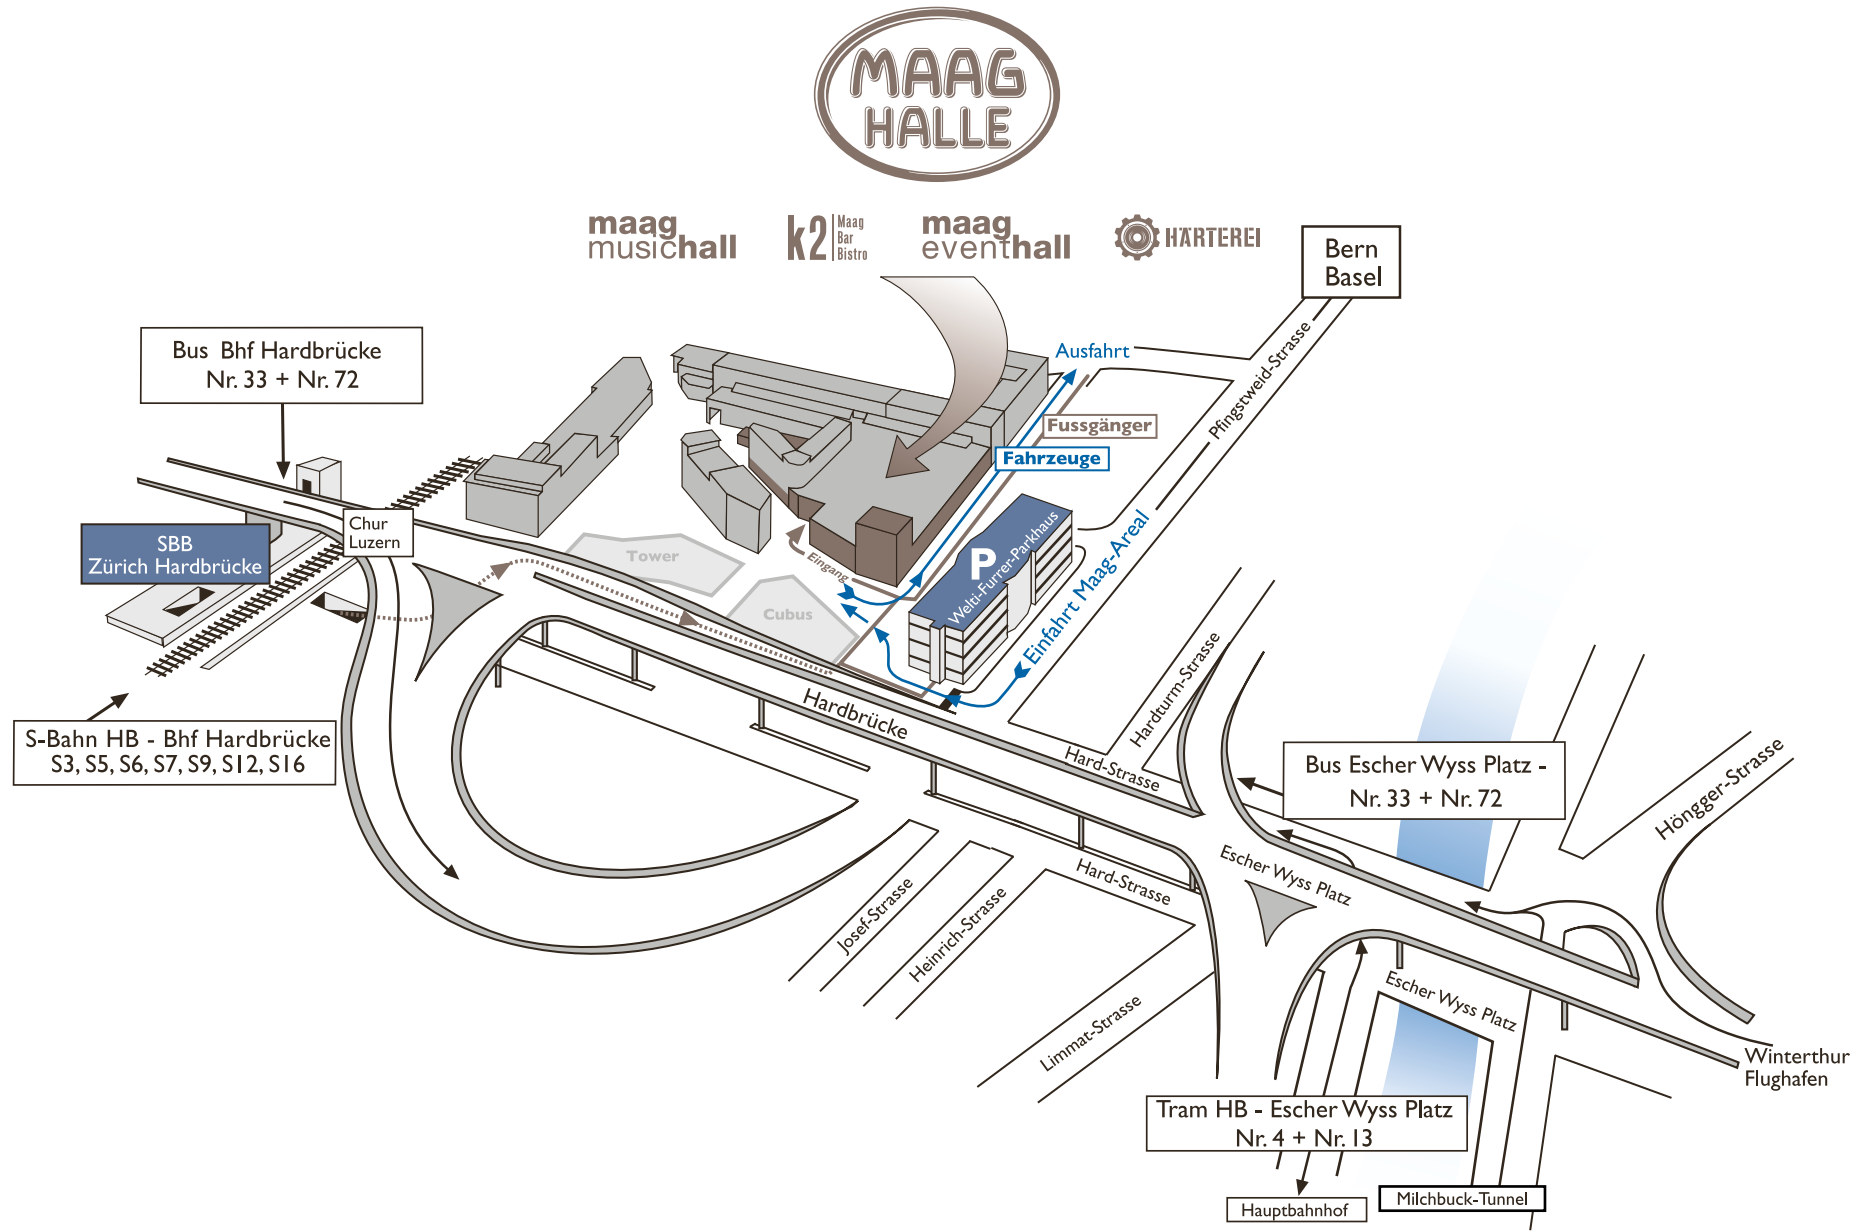 MAAG
HALLE
maag
musichall
k2
Maag
Bar
Bistro
maag
eventhall
HÄRTEREI
Bern
Basel
Bus Bhf Hardbrücke
Nr. 33 + Nr. 72
Ausfahrt
Pfingstweid-Strasse
Fussgänger
Fahrzeuge
Chur
Luzern
SBB
Zürich Hardbrücke
Tower
Eingang
P
Welti-Furrer-Parkhaus
Einfahrt Maag-Areal
Cubus
Hardturm-Strasse
Hardbrücke
S-Bahn HB - Bhf Hardbrücke
S3, S5, S6, S7, S9, S12, S16
Hard-Strasse
Bus Escher Wyss Platz -
Nr. 33 + Nr. 72
Höngger-Strasse
Escher Wyss Platz
Hard-Strasse
Josef-Strasse
Heinrich-Strasse
Limmat-Strasse
Escher Wyss Platz
Winterthur
Flughafen
Tram HB - Escher Wyss Platz
Nr. 4 + Nr. 13
Hauptbahnhof
Milchbuck-Tunnel